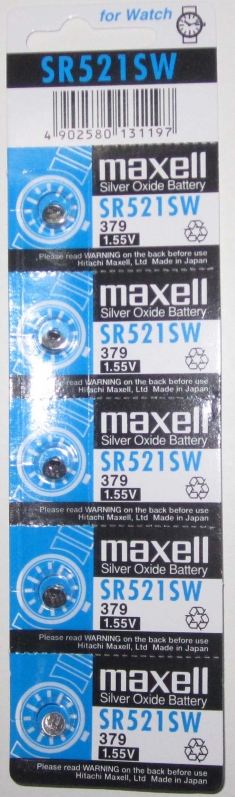 for Watch
SR521SW
4 902580 131197
maxell
Silver Oxide Battery
SR521SW
379
1.55V
Please read WARNING on the back before use
Hitachi Maxell, Ltd Made in Japan
maxell
Silver Oxide Battery
SR521SW
379
1.55V
Please read WARNING on the back before use
Hitachi Maxell, Ltd Made in Japan
maxell
Silver Oxide Battery
SR521SW
379
1.55V
Please read WARNING on the back before use
Hitachi Maxell, Ltd Made in Japan
maxell
Silver Oxide Battery
SR521SW
379
1.55V
Please read WARNING on the back before use
Hitachi Maxell, Ltd Made in Japan
maxell
Silver Oxide Battery
SR521SW
379
1.55V
Please read WARNING on the back before use
Hitachi Maxell, Ltd Made in Japan